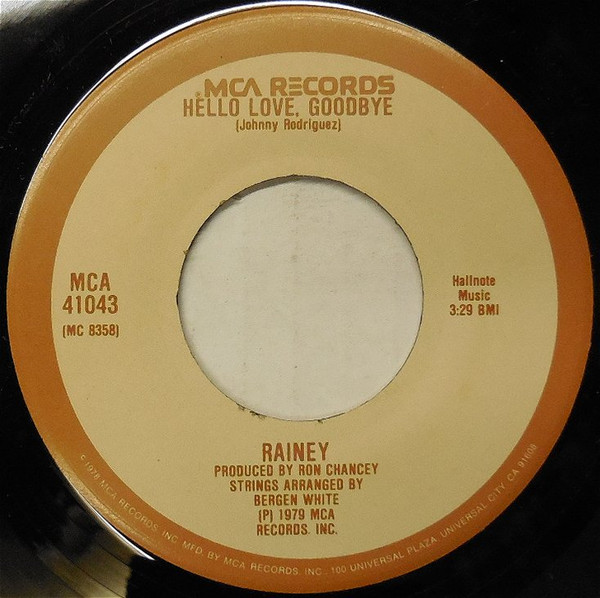 MCA RECORDS
HELLO LOVE, GOODBYE
(Johnny Rodriguez)
MCA
41043
(MC 8358)
Hallnote
Music
3:29 BMI
RAINEY
PRODUCED BY RON CHANCEY
STRINGS ARRANGED BY
BERGEN WHITE
(P) 1979 MCA
RECORDS, INC.
©1978 MCA RECORDS, INC. MFD. BY MCA RECORDS, INC., 100 UNIVERSAL PLAZA, UNIVERSAL CITY, CA 91608